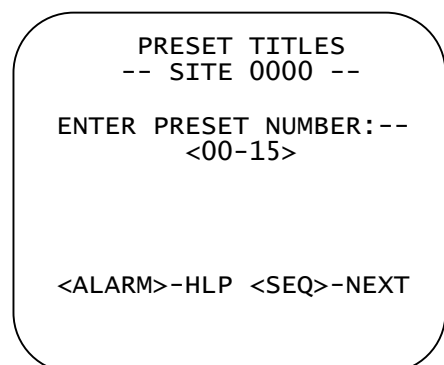 PRESET TITLES
-- SITE 0000 --
ENTER PRESET NUMBER:--
<00-15>
<ALARM>-HLP <SEQ>-NEXT